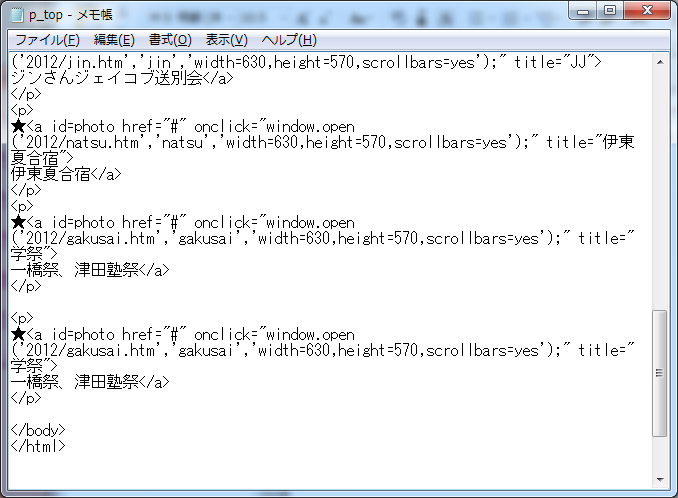 p_top - メモ帳
ファイル(F) 編集(E) 書式(O) 表示(V) ヘルプ(H)
('2012/jin.htm','jin','width=630,height=570,scrollbars=yes');" title="JJ">
ジンさんジェイコブ送別会</a>
</p>
<p>
★<a id=photo href="#" onclick="window.open
('2012/natsu.htm','natsu','width=630,height=570,scrollbars=yes');" title="伊東
夏合宿">
伊東夏合宿</a>
</p>
<p>
★<a id=photo href="#" onclick="window.open
('2012/gakusai.htm','gakusai','width=630,height=570,scrollbars=yes');" title="
学祭">
一橋祭、津田塾祭</a>
</p>
<p>
★<a id=photo href="#" onclick="window.open
('2012/gakusai.htm','gakusai','width=630,height=570,scrollbars=yes');" title="
学祭">
一橋祭、津田塾祭</a>
</p>
</body>
</html>